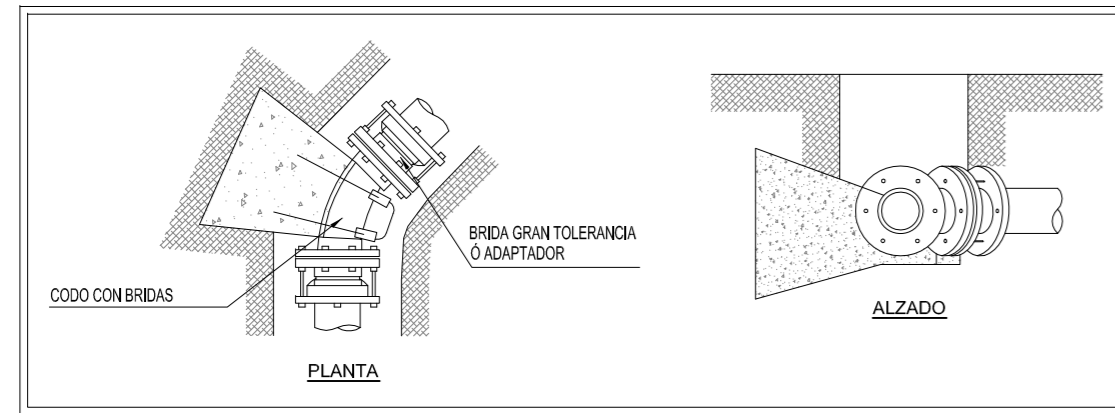 BRIDA GRAN TOLERANCIA
Ó ADAPTADOR
CODO CON BRIDAS
PLANTA
ALZADO